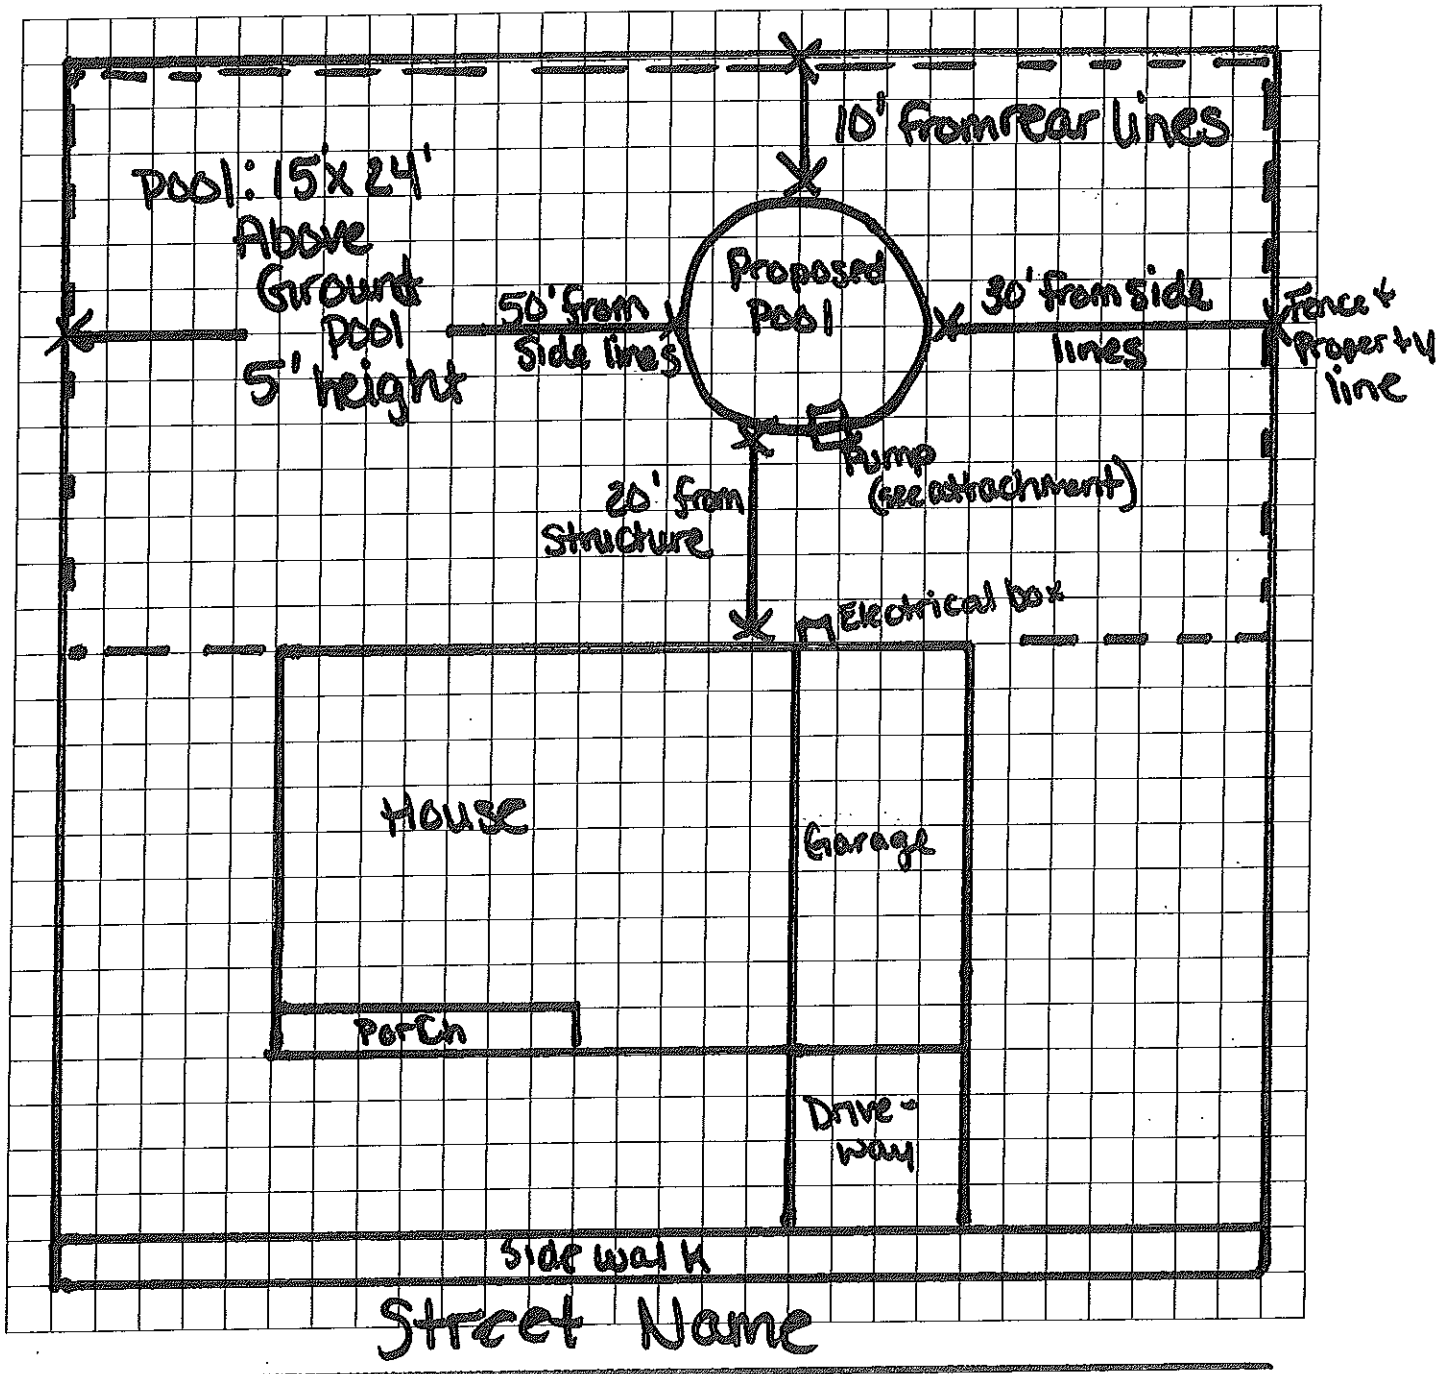 10' from rear lines
Pool: 15'x 24'
Above
Ground
Pool
5' height
50' from
Side lines
Proposed
Pool
30' from side
lines
Fence +
Property
line
Pump
(see attachment)
20' from
Structure
Electrical box
House
Garage
Porch
Drive-
way
Sidewalk
Street Name